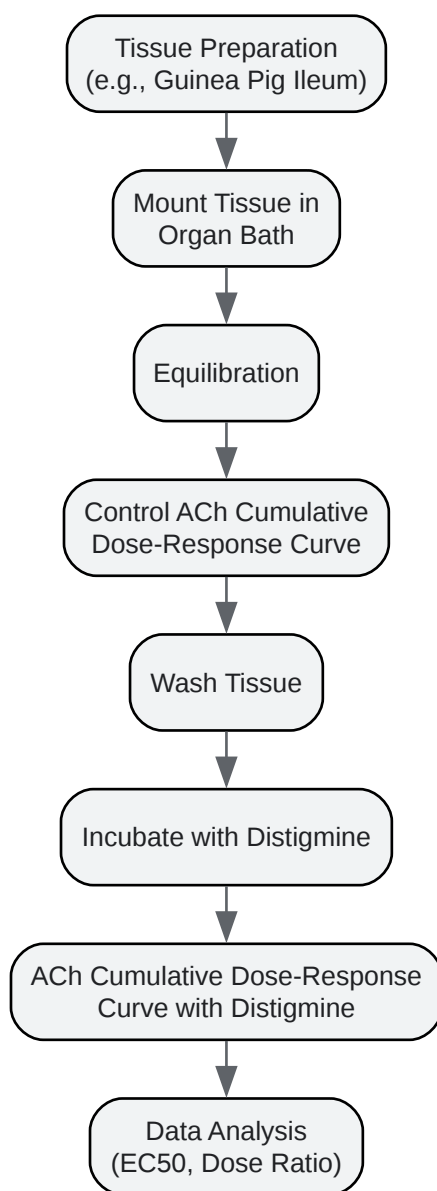 Tissue Preparation
(e.g., Guinea Pig Ileum)
Mount Tissue in
Organ Bath
Equilibration
Control ACh Cumulative
Dose-Response Curve
Wash Tissue
Incubate with Distigmine
ACh Cumulative Dose-Response
Curve with Distigmine
Data Analysis
(EC50, Dose Ratio)